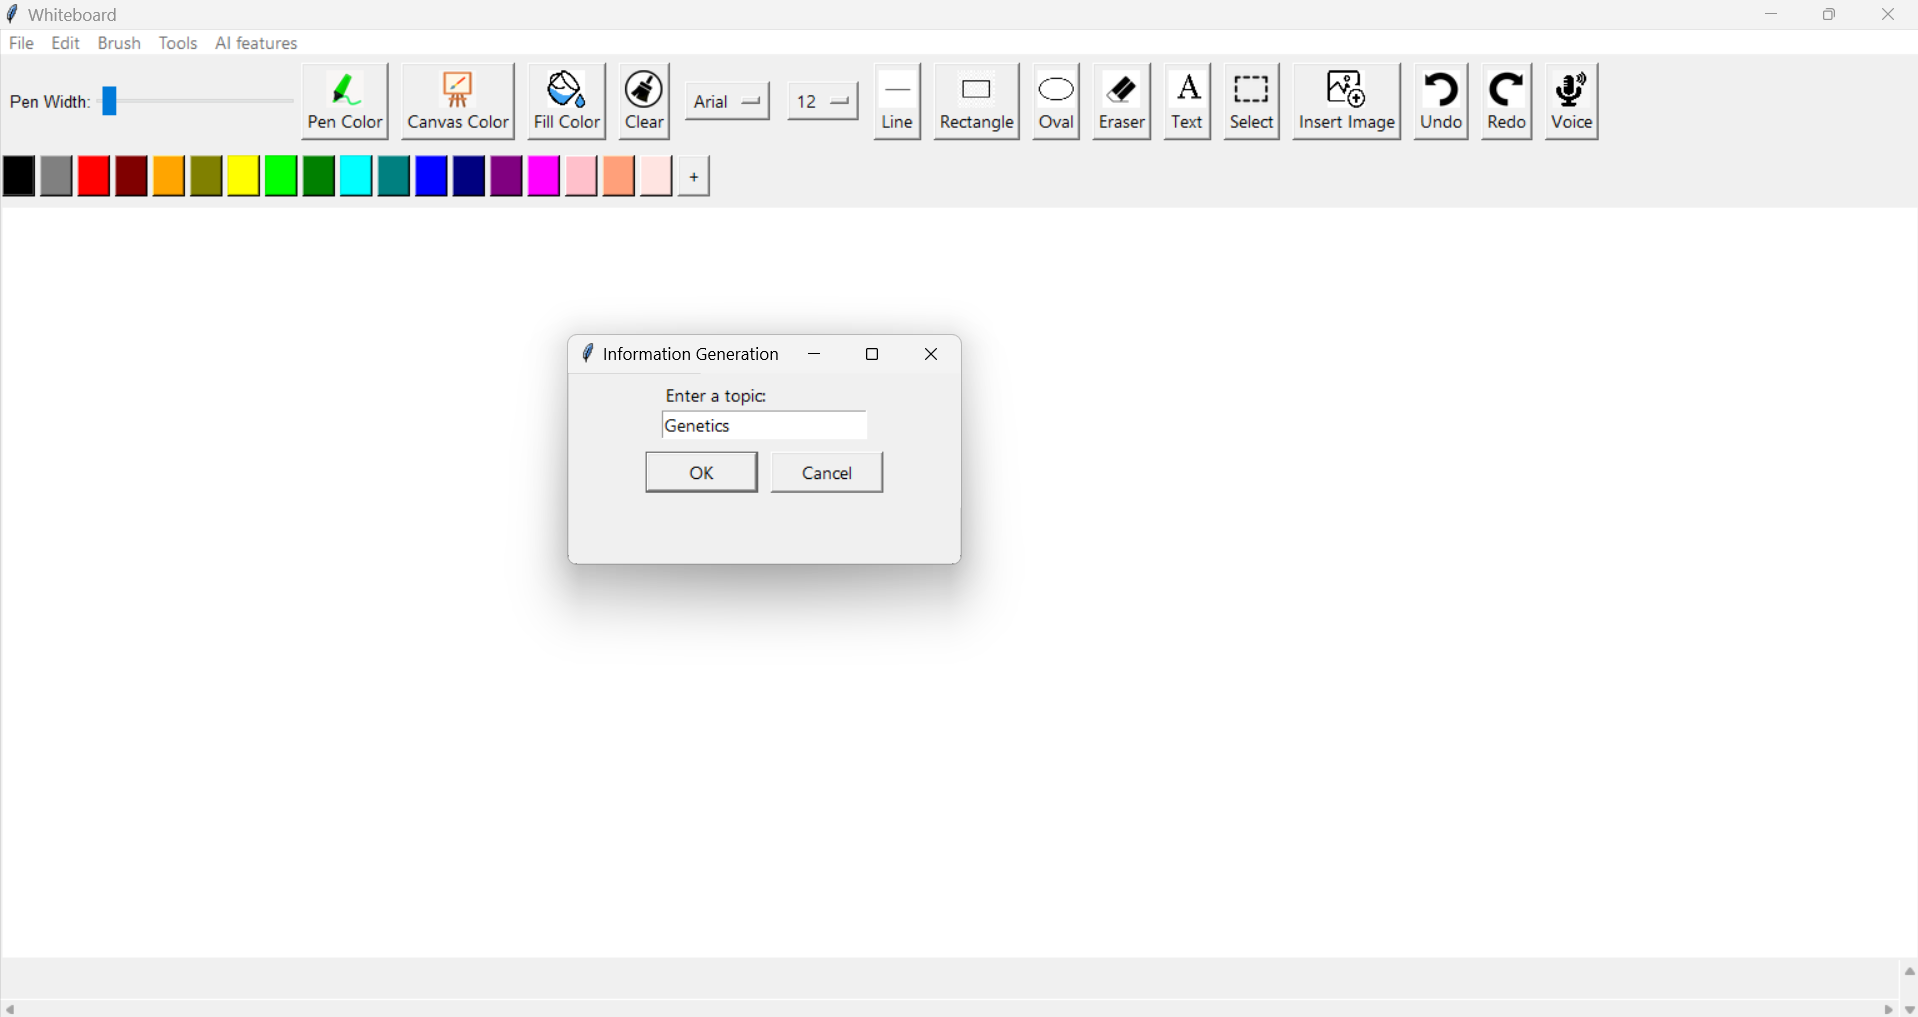 Whiteboard
File Edit Brush Tools AI features
Pen Width:
Pen Color
Canvas Color
Fill Color
Clear
Arial
12
Line
Rectangle
Oval
Eraser
A
Text
Select
Insert Image
Undo
Redo
Voice
+
Information Generation
Enter a topic:
Genetics
OK
Cancel